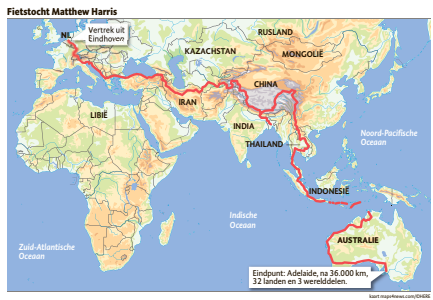 Fietstocht Matthew Harris
NL
Vertrek uit
Eindhoven
RUSLAND
KAZACHSTAN
MONGOLIË
CHINA
IRAN
LIBIË
INDIA
THAILAND
Noord-Pacifische
Oceaan
INDONESIË
Indische
Oceaan
AUSTRALIE
Zuid-Atlantische
Oceaan
Eindpunt: Adelaide, na 36.000 km,
32 landen en 3 werelddelen.
kaart maps4news.com/©HERE